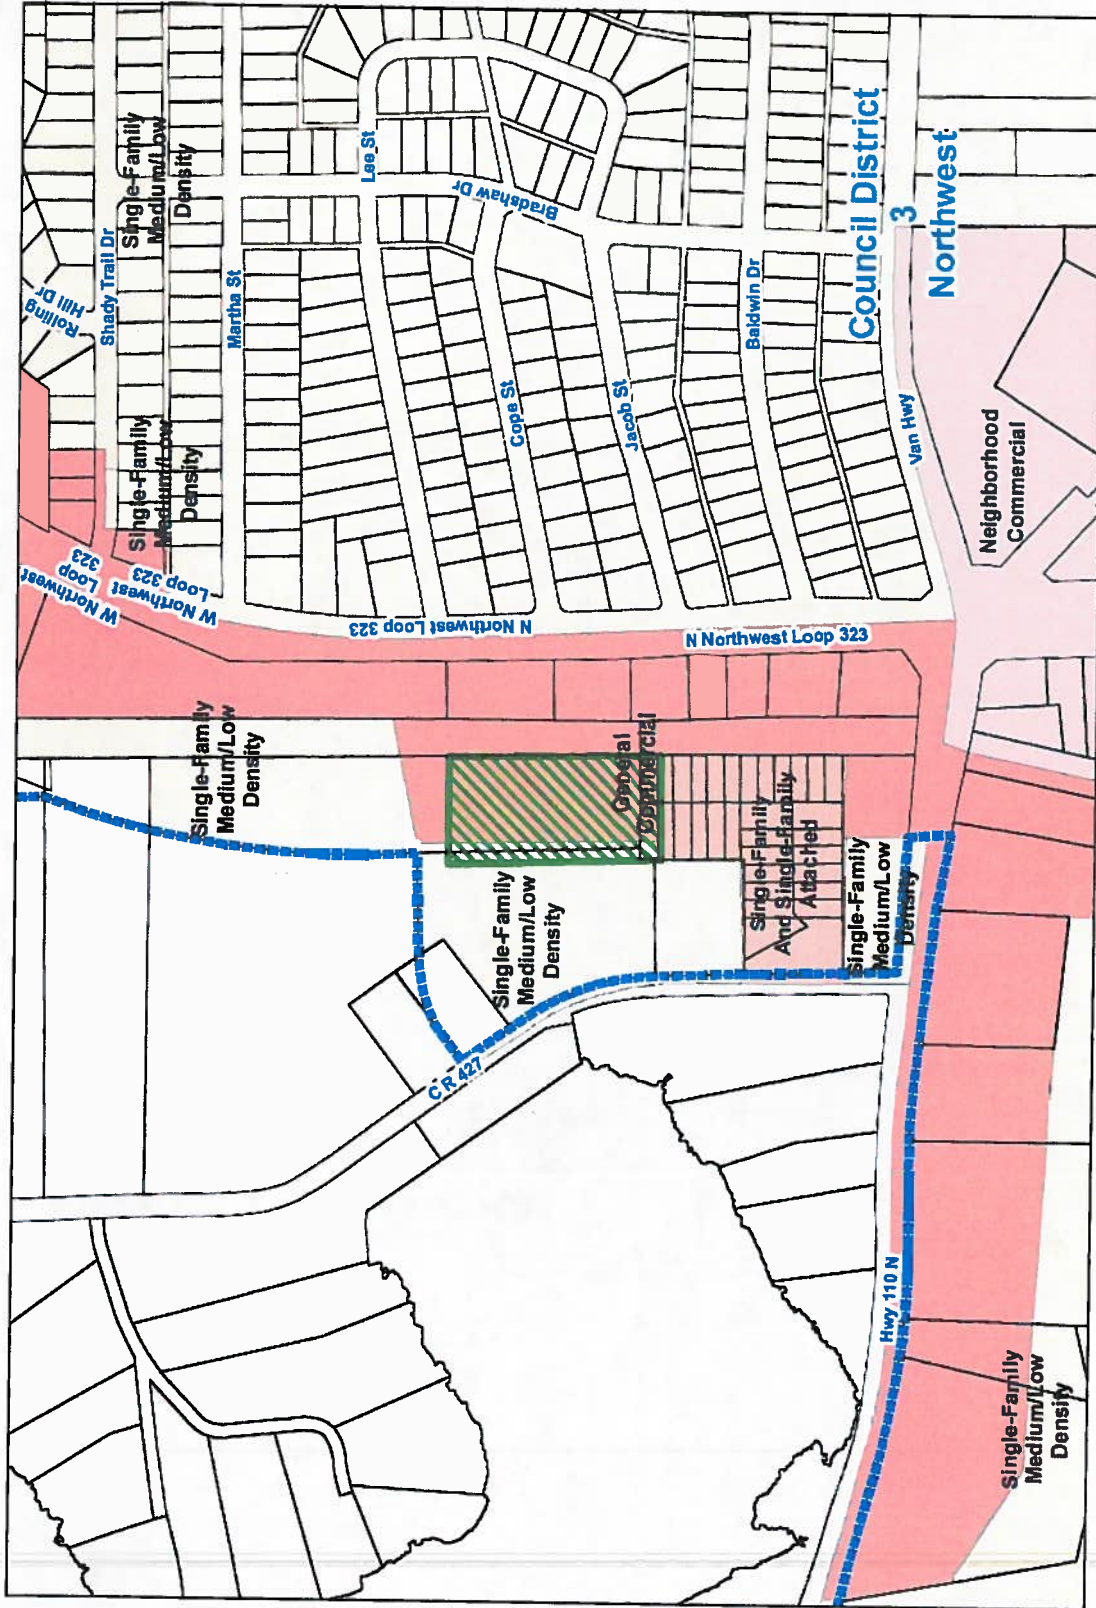 Rolling
Hill Dr
Shady Trail Dr
Single-Family
Medium/Low
Density
Single-Family
Medium/Low
Density
Martha St
Lee St
Bradshaw Dr
Cope St
Jacob St
Baldwin Dr
Council District
3
Northwest
Van Hwy
Neighborhood
Commercial
W Northwest
Loop 323
W Northwest
Loop 323
N Northwest Loop 323
N Northwest Loop 323
Single-Family
Medium/Low
Density
General
Commercial
Single-Family
And Single-Family
Attached
Single-Family
Medium/Low
Density
Single-Family
Medium/Low
Density
C R 427
Hwy 110 N
Single-Family
Medium/Low
Density